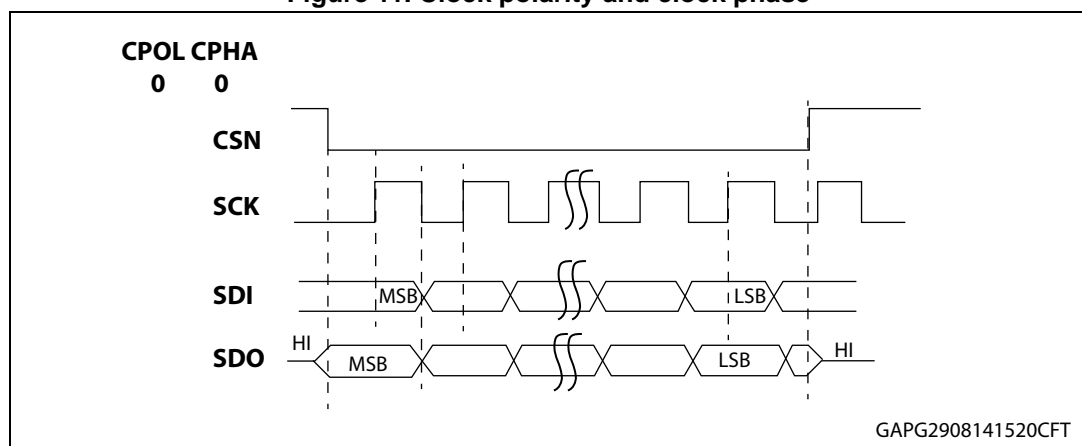 Figure Clock polarity and clock phase
CPOL CPHA
0 0
CSN
SCK
SDI MSB LSB
SDO HI MSB LSB HI
GAPG2908141520CFT